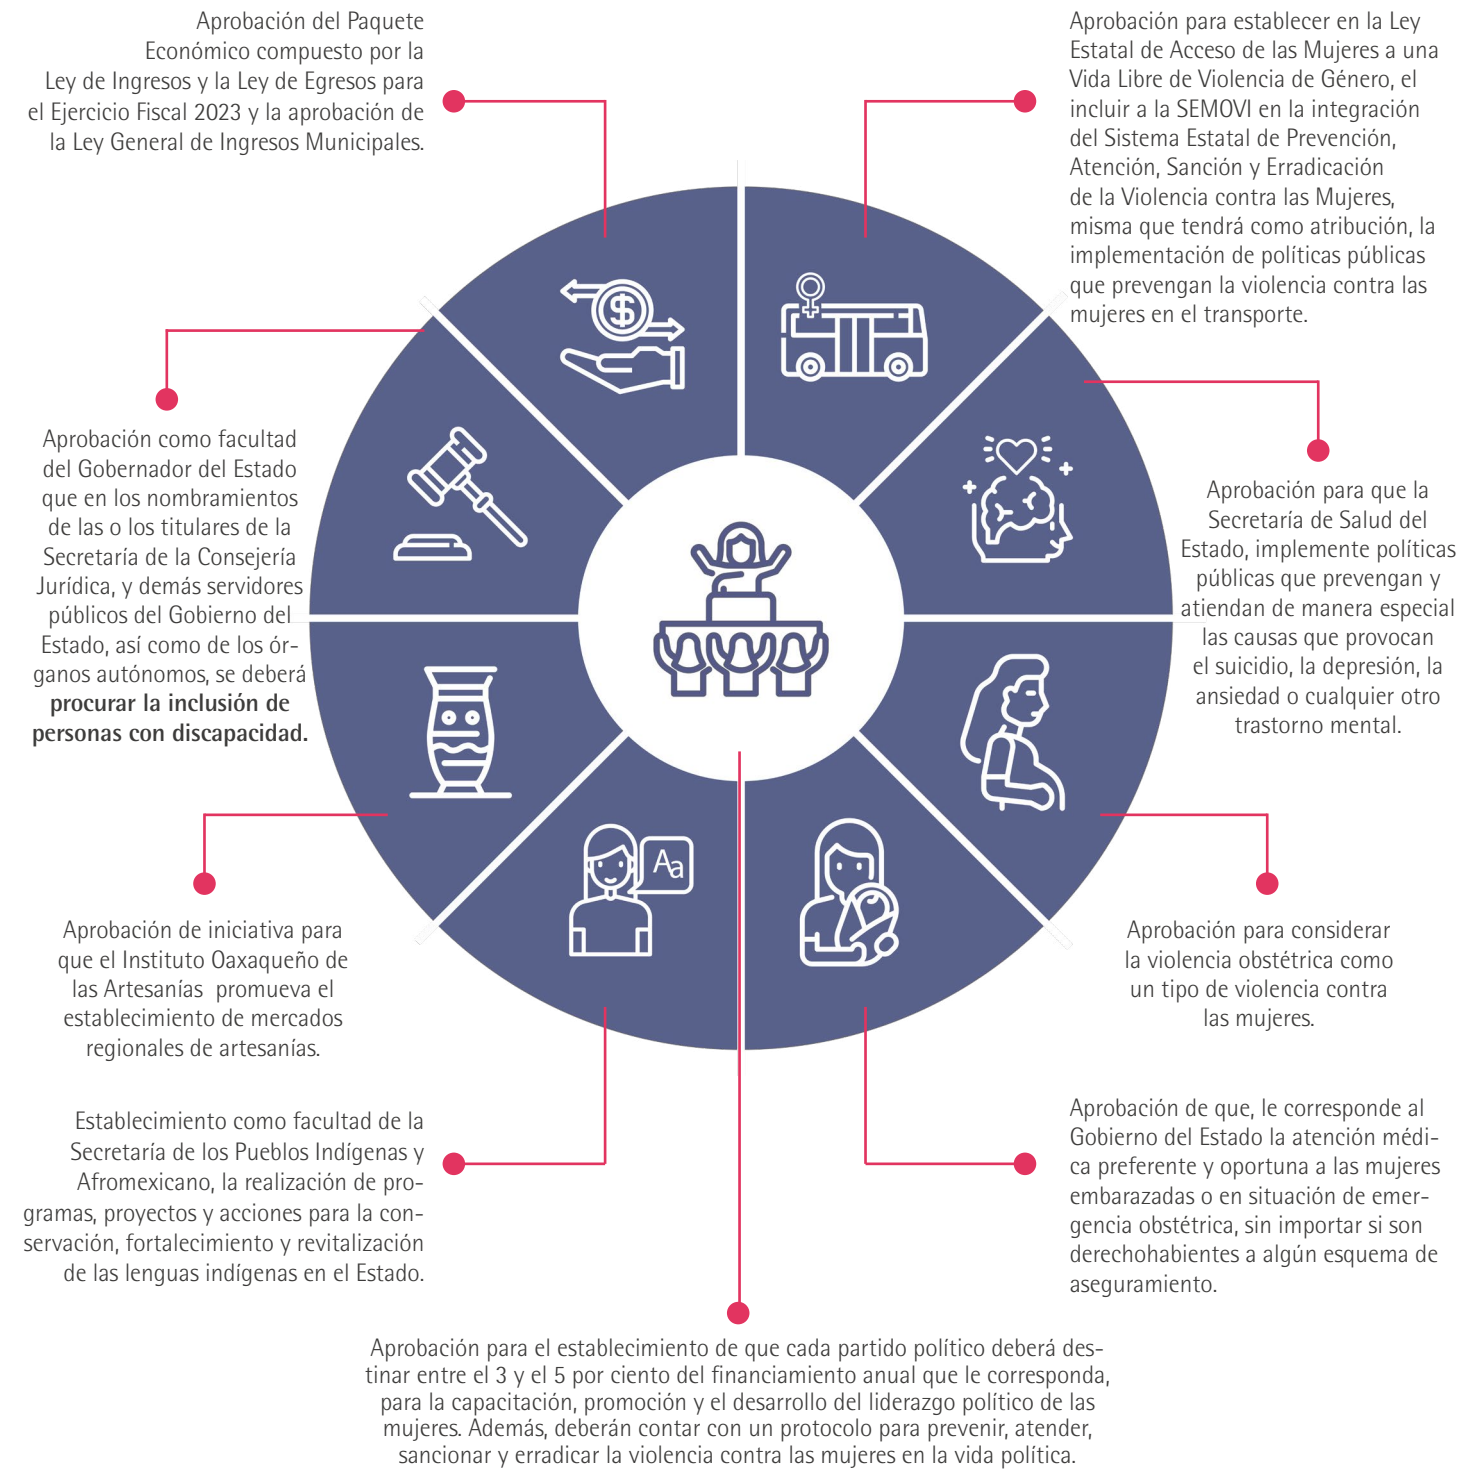 Aprobación del Paquete
Económico compuesto por la
Ley de Ingresos y la Ley de Egresos para
el Ejercicio Fiscal 2023 y la aprobación de
la Ley General de Ingresos Municipales.
Aprobación para establecer en la Ley
Estatal de Acceso de las Mujeres a una
Vida Libre de Violencia de Género, el
incluir a la SEMOVI en la integración
del Sistema Estatal de Prevención,
Atención, Sanción y Erradicación
de la Violencia contra las Mujeres,
misma que tendrá como atribución, la
implementación de políticas públicas
que prevengan la violencia contra las
mujeres en el transporte.
$
Aprobación como facultad
del Gobernador del Estado
que en los nombramientos
de las o los titulares de la
Secretaría de la Consejería
Jurídica, y demás servidores
públicos del Gobierno del
Estado, así como de los ór-
ganos autónomos, se deberá
procurar la inclusión de
personas con discapacidad.
Aprobación para que la
Secretaría de Salud del
Estado, implemente políticas
públicas que prevengan y
atiendan de manera especial
las causas que provocan
el suicidio, la depresión, la
ansiedad o cualquier otro
trastorno mental.
Aa
Aprobación de iniciativa para
que el Instituto Oaxaqueño de
las Artesanías promueva el
establecimiento de mercados
regionales de artesanías.
Aprobación para considerar
la violencia obstétrica como
un tipo de violencia contra
las mujeres.
Establecimiento como facultad de la
Secretaría de los Pueblos Indígenas y
Afromexicano, la realización de pro-
gramas, proyectos y acciones para la con-
servación, fortalecimiento y revitalización
de las lenguas indígenas en el Estado.
Aprobación de que, le corresponde al
Gobierno del Estado la atención médi-
ca preferente y oportuna a las mujeres
embarazadas o en situación de emer-
gencia obstétrica, sin importar si son
derechohabientes a algún esquema de
aseguramiento.
Aprobación para el establecimiento de que cada partido político deberá des-
tinar entre el 3 y el 5 por ciento del financiamiento anual que le corresponda,
para la capacitación, promoción y el desarrollo del liderazgo político de las
mujeres. Además, deberán contar con un protocolo para prevenir, atender,
sancionar y erradicar la violencia contra las mujeres en la vida política.